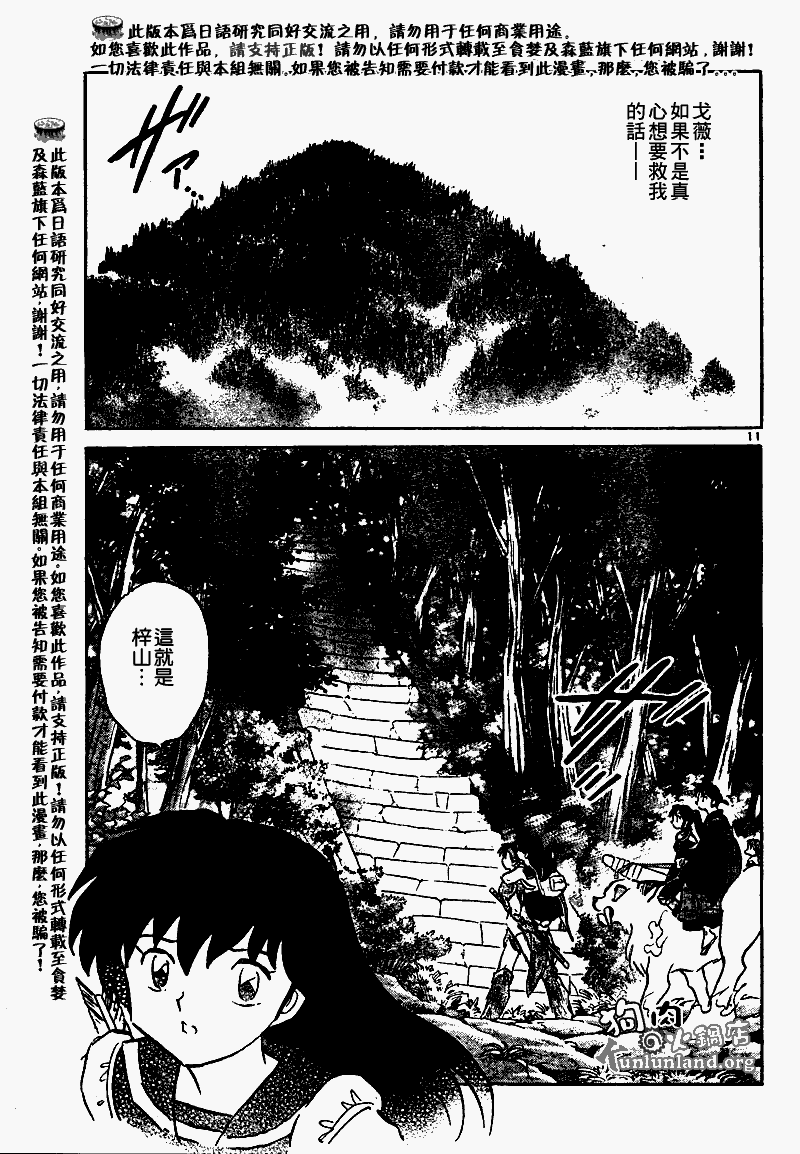 此版本爲日語研究同好交流之用，請勿用于任何商業用途。
如您喜歡此作品，請支持正版！請勿以任何形式轉載至貪婪及森藍旗下任何網站，謝謝！
一切法律責任與本組無關。如果您被告知需要付款才能看到此漫畫，那麼，您被騙了。。。
戈薇…
如果不是真
心想要救我
的話——
ザァ…
11
此版本爲日語研究同好交流之用，請勿用于任何商業用途。如您喜歡此作品，請支持正版！請勿以任何形式轉載至貪婪
及森藍旗下任何網站，謝謝！一切法律責任與本組無關。如果您被告知需要付款才能看到此漫畫，那麼，您被騙了！
這就是
梓山…
狗肉
火鍋店
Kunlunland.org